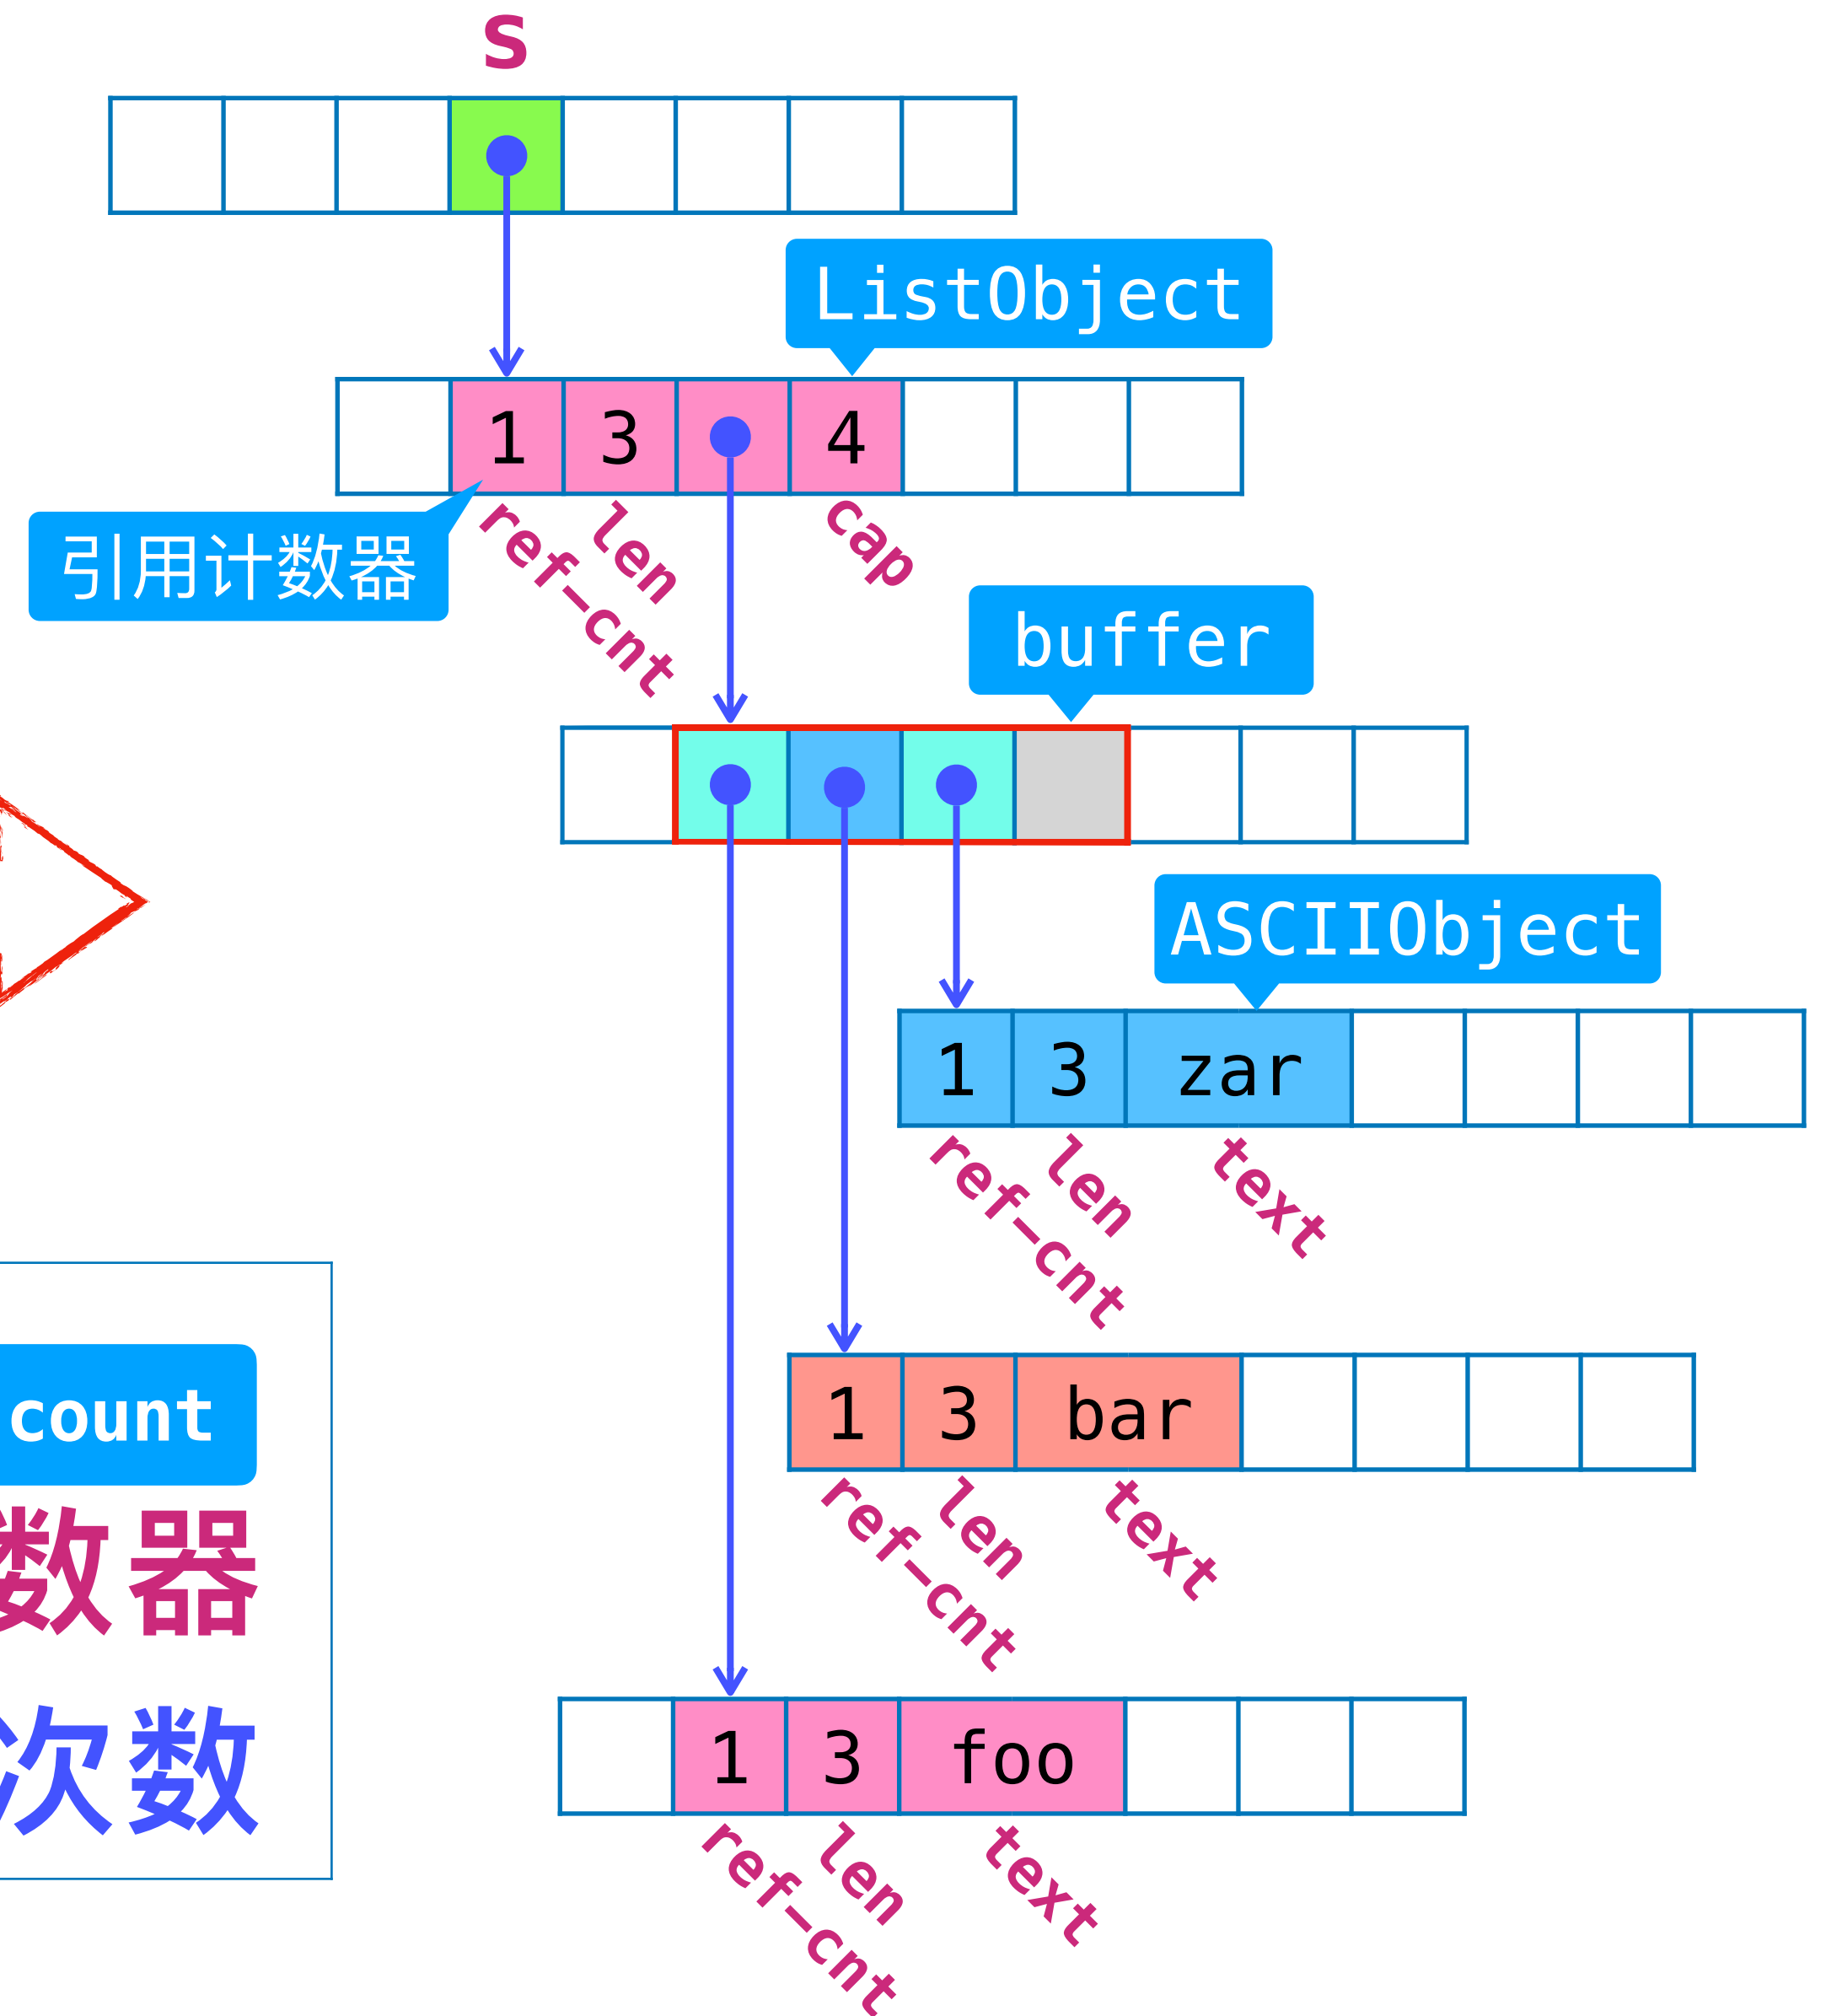 s
ListObject
1 3 4
引用计数器
ref-cnt len cap
buffer
ASCIIObject
1 3 zar
ref-cnt len text
count
1 3 bar
数器
ref-cnt len text
次数
1 3 foo
ref-cnt len text